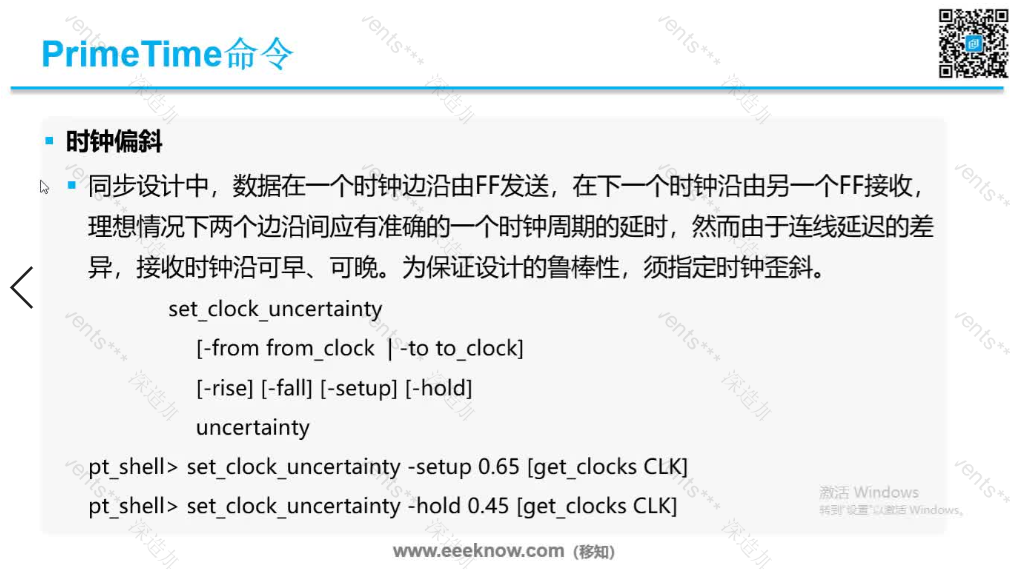 PrimeTime命令
时钟偏斜
同步设计中，数据在一个时钟边沿由FF发送，在下一个时钟沿由另一个FF接收，
理想情况下两个边沿间应有准确的一个时钟周期的延时，然而由于连线延迟的差
异，接收时钟沿可早、可晚。为保证设计的鲁棒性，须指定时钟歪斜。
set_clock_uncertainty
[-from from_clock | -to to_clock]
[-rise] [-fall] [-setup] [-hold]
uncertainty
pt_shell> set_clock_uncertainty -setup 0.65 [get_clocks CLK]
pt_shell> set_clock_uncertainty -hold 0.45 [get_clocks CLK]
激活 Windows
转到"设置"以激活 Windows。
www.eeeknow.com（移知）